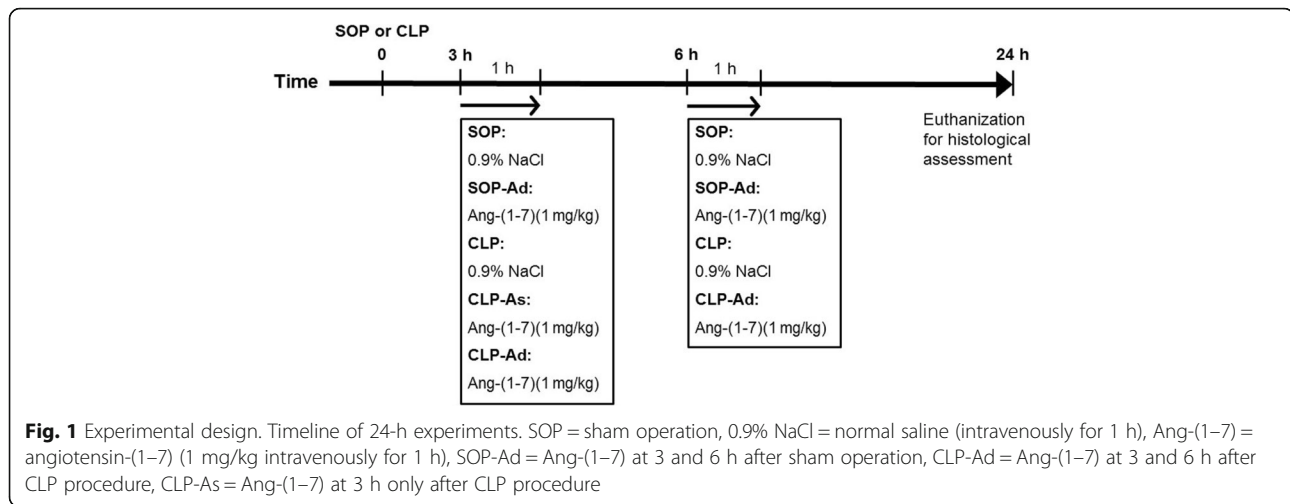 SOP or CLP
0 3 h 6 h 24 h
1 h 1 h
Time
SOP:
0.9% NaCl
SOP-Ad:
Ang-(1-7)(1 mg/kg)
CLP:
0.9% NaCl
CLP-As:
Ang-(1-7)(1 mg/kg)
CLP-Ad:
Ang-(1-7)(1 mg/kg)
SOP:
0.9% NaCl
SOP-Ad:
Ang-(1-7)(1 mg/kg)
CLP:
0.9% NaCl
CLP-Ad:
Ang-(1-7)(1 mg/kg)
Euthanization
for histological
assessment
Fig. 1 Experimental design. Timeline of 24-h experiments. SOP = sham operation, 0.9% NaCl = normal saline (intravenously for 1 h), Ang-(1–7) =
angiotensin-(1–7) (1 mg/kg intravenously for 1 h), SOP-Ad = Ang-(1–7) at 3 and 6 h after sham operation, CLP-Ad = Ang-(1–7) at 3 and 6 h after
CLP procedure, CLP-As = Ang-(1–7) at 3 h only after CLP procedure